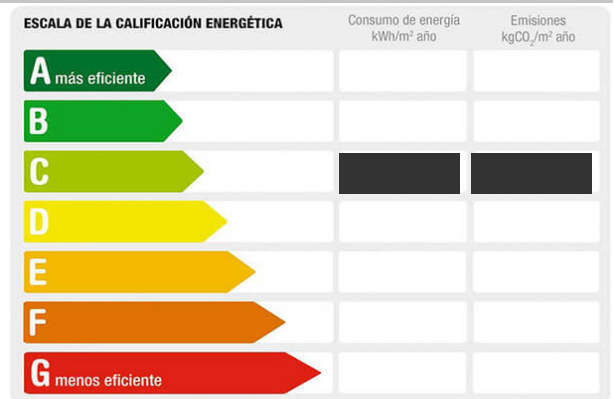 ESCALA DE LA CALIFICACIÓN ENERGÉTICA
Consumo de energía
kWh/m² año
Emisiones
kgCO₂/m² año
A más eficiente
B
C
D
E
F
G menos eficiente